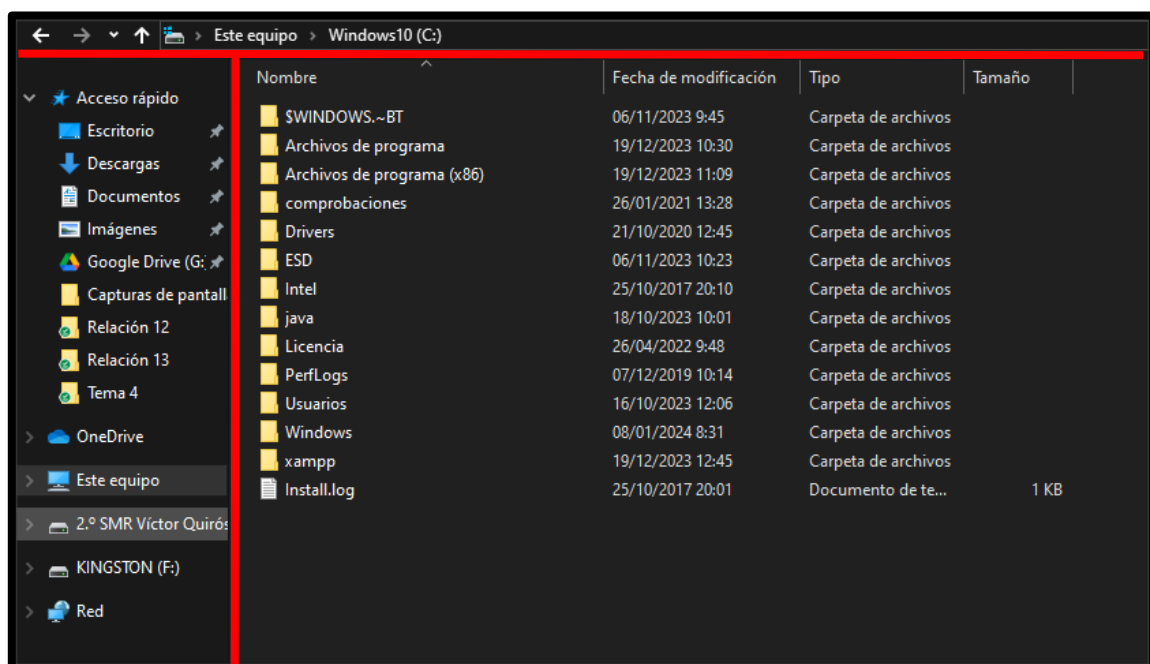 Este equipo > Windows10 (C:)
Acceso rápido
Escritorio
Descargas
Documentos
Imágenes
Google Drive (G:
Capturas de pantall
Relación 12
Relación 13
Tema 4
OneDrive
Este equipo
2.º SMR Víctor Quirós
KINGSTON (F:)
Red
Nombre Fecha de modificación Tipo Tamaño
$WINDOWS.~BT 06/11/2023 9:45 Carpeta de archivos
Archivos de programa 19/12/2023 10:30 Carpeta de archivos
Archivos de programa (x86) 19/12/2023 11:09 Carpeta de archivos
comprobaciones 26/01/2021 13:28 Carpeta de archivos
Drivers 21/10/2020 12:45 Carpeta de archivos
ESD 06/11/2023 10:23 Carpeta de archivos
Intel 25/10/2017 20:10 Carpeta de archivos
java 18/10/2023 10:01 Carpeta de archivos
Licencia 26/04/2022 9:48 Carpeta de archivos
PerfLogs 07/12/2019 10:14 Carpeta de archivos
Usuarios 16/10/2023 12:06 Carpeta de archivos
Windows 08/01/2024 8:31 Carpeta de archivos
xampp 19/12/2023 12:45 Carpeta de archivos
Install.log 25/10/2017 20:01 Documento de te... 1 KB